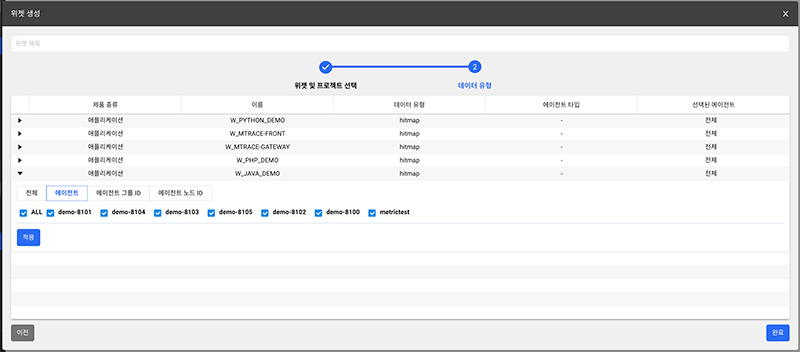 위젯 생성 X
위젯 제목
2
위젯 및 프로젝트 선택 데이터 유형
제품 종류 이름 데이터 유형 에이전트 타입 선택된 에이전트
애플리케이션 W_PYTHON_DEMO hitmap - 전체
애플리케이션 W_MTRACE-FRONT hitmap - 전체
애플리케이션 W_MTRACE-GATEWAY hitmap - 전체
애플리케이션 W_PHP_DEMO hitmap - 전체
애플리케이션 W_JAVA_DEMO hitmap - 전체
전체 에이전트 에이전트 그룹 ID 에이전트 노드 ID
ALL demo-8101 demo-8104 demo-8103 demo-8105 demo-8102 demo-8100 metrictest
적용
이전 완료